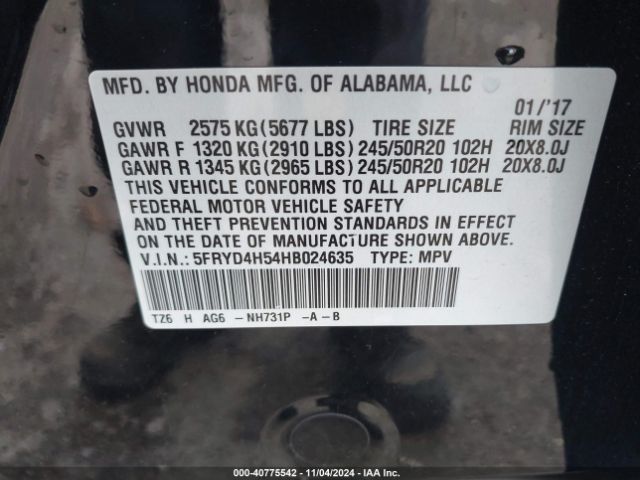 MFD. BY HONDA MFG. OF ALABAMA, LLC
01/'17
GVWR 2575 KG(5677 LBS) TIRE SIZE RIM SIZE
GAWR F 1320 KG(2910 LBS) 245/50R20 102H 20X8.0J
GAWR R 1345 KG(2965 LBS) 245/50R20 102H 20X8.0J
THIS VEHICLE CONFORMS TO ALL APPLICABLE
FEDERAL MOTOR VEHICLE SAFETY
AND THEFT PREVENTION STANDARDS IN EFFECT
ON THE DATE OF MANUFACTURE SHOWN ABOVE.
V.I.N.: 5FRYD4H54HB024635 TYPE: MPV
TZ6 H AG6 -NH731P -A-B
000-40775542 - 11/04/2024 - IAA Inc.